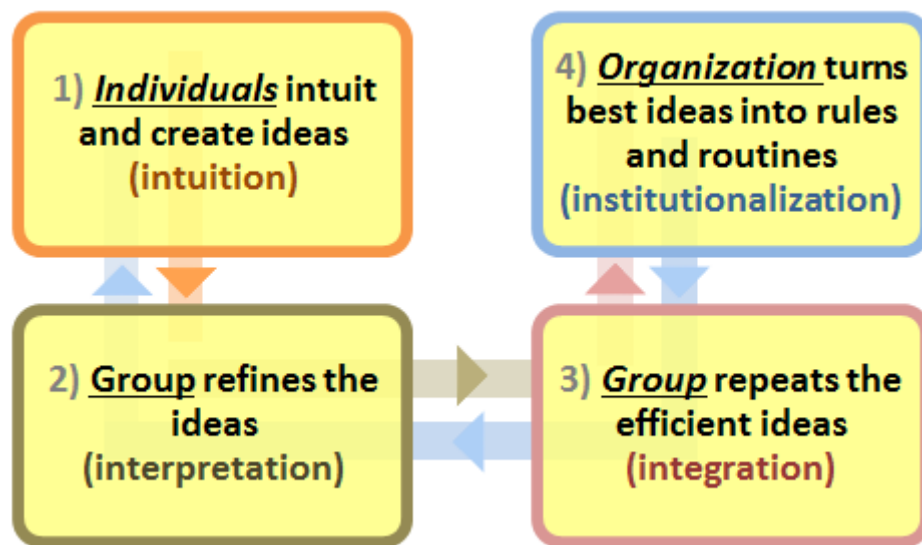 1) Individuals intuit
and create ideas
(intuition)
2) Group refines the
ideas
(interpretation)
3) Group repeats the
efficient ideas
(integration)
4) Organization turns
best ideas into rules
and routines
(institutionalization)